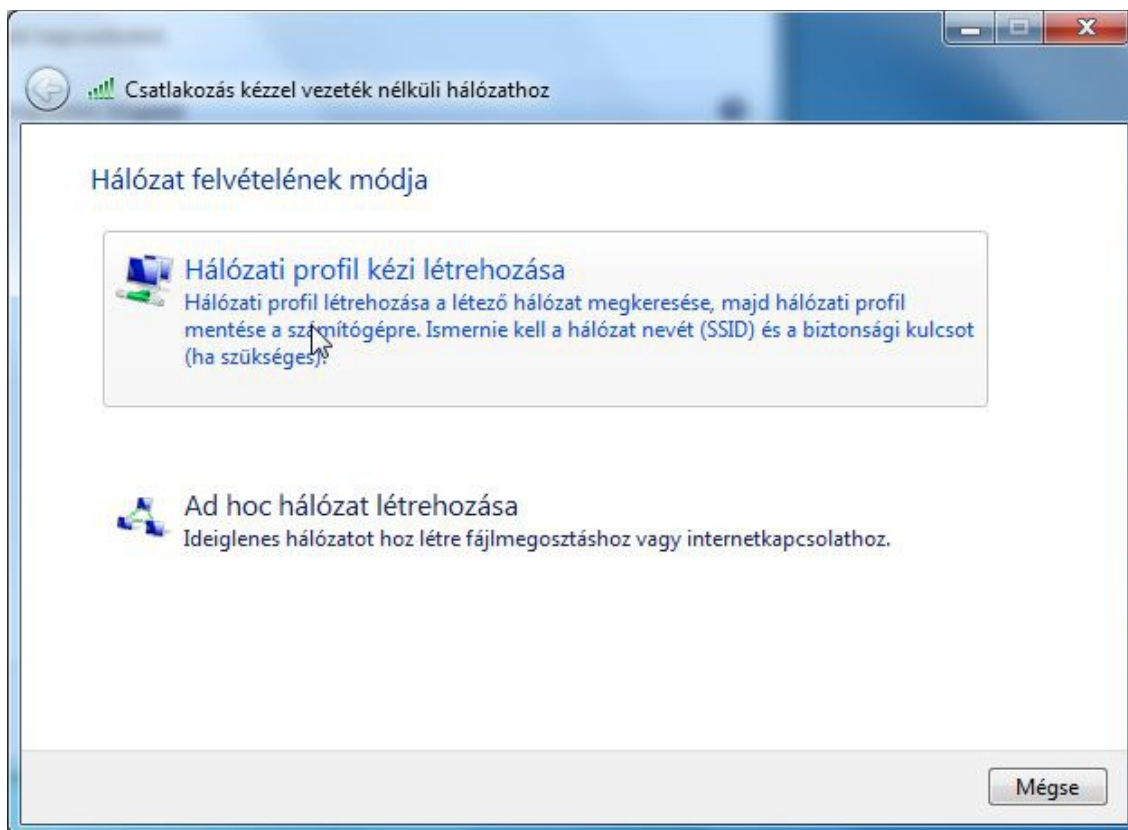 Csatlakozás kézzel vezeték nélküli hálózathoz
Hálózat felvételének módja
Hálózati profil kézi létrehozása
Hálózati profil létrehozása a létező hálózat megkeresése, majd hálózati profil
mentése a számítógépre. Ismernie kell a hálózat nevét (SSID) és a biztonsági kulcsot
(ha szükséges).
Ad hoc hálózat létrehozása
Ideiglenes hálózatot hoz létre fájlmegosztáshoz vagy internetkapcsolathoz.
Mégse